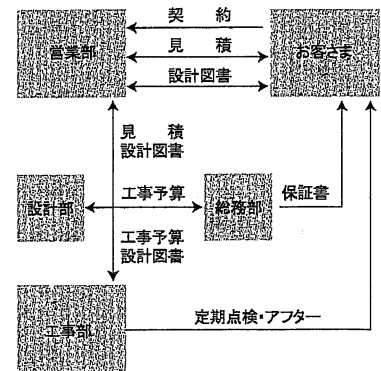 契約
営業部
見積
お客さま
設計図書
見積
設計図書
設計部
工事予算
総務部
保証書
工事予算
設計図書
定期点検・アフター
工事部